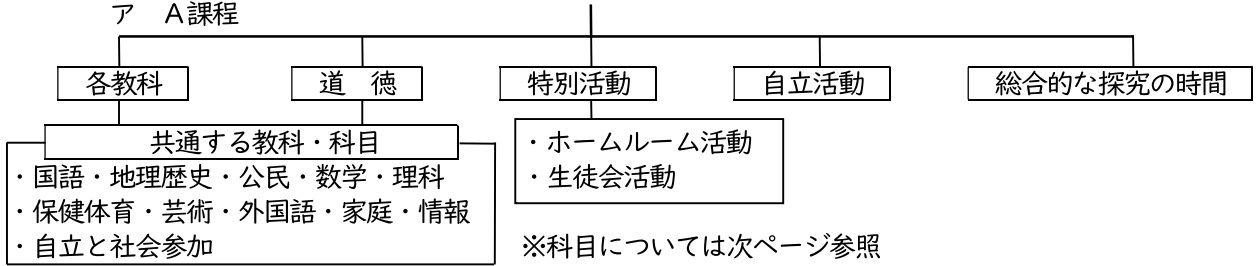 ア　Ａ課程
各教科
道　徳
特別活動
自立活動
総合的な探究の時間
共通する教科・科目
・国語・地理歴史・公民・数学・理科
・保健体育・芸術・外国語・家庭・情報
・自立と社会参加
・ホームルーム活動
・生徒会活動
※科目については次ページ参照